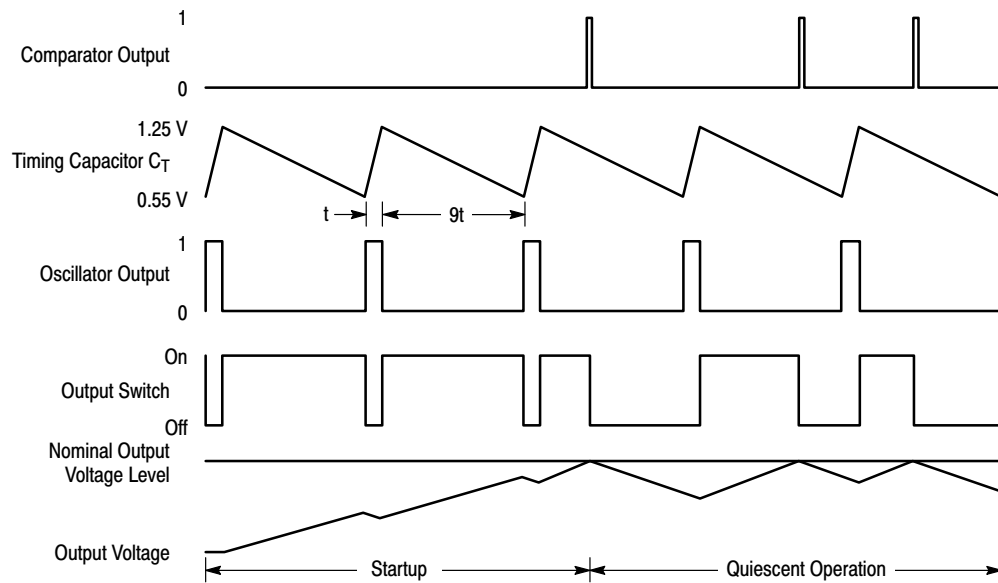 1
Comparator Output
0
1.25 V
Timing Capacitor CT
0.55 V
t
9t
1
Oscillator Output
0
On
Output Switch
Off
Nominal Output
Voltage Level
Output Voltage
Startup
Quiescent Operation